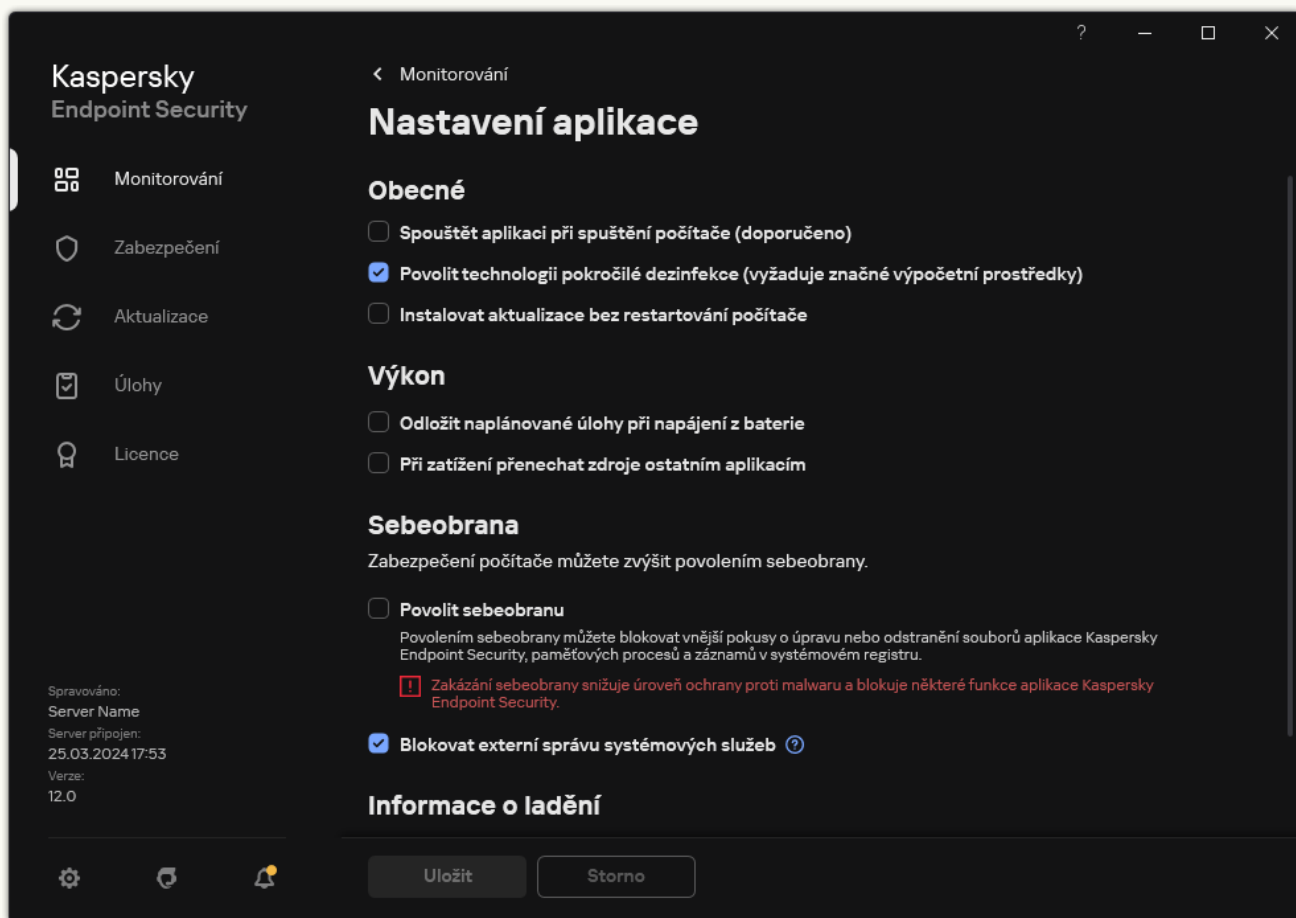 Kaspersky
Endpoint Security
Monitorování
Zabezpečení
Aktualizace
Úlohy
Licence
Spravováno:
Server Name
Server připojen:
25.03.2024 17:53
Verze:
12.0
?
Monitorování
Nastavení aplikace
Obecné
Spouštět aplikaci při spuštění počítače (doporučeno)
Povolit technologii pokročilé dezinfekce (vyžaduje značné výpočetní prostředky)
Instalovat aktualizace bez restartování počítače
Výkon
Odložit naplánované úlohy při napájení z baterie
Při zatížení přenechat zdroje ostatním aplikacím
Sebeobrana
Zabezpečení počítače můžete zvýšit povolením sebeobrany.
Povolit sebeobranu
Povolením sebeobrany můžete blokovat vnější pokusy o úpravu nebo odstranění souborů aplikace Kaspersky
Endpoint Security, paměťových procesů a záznamů v systémovém registru.
Zakázání sebeobrany snižuje úroveň ochrany proti malwaru a blokuje některé funkce aplikace Kaspersky
Endpoint Security.
Blokovat externí správu systémových služeb ?
Informace o ladění
Uložit
Storno